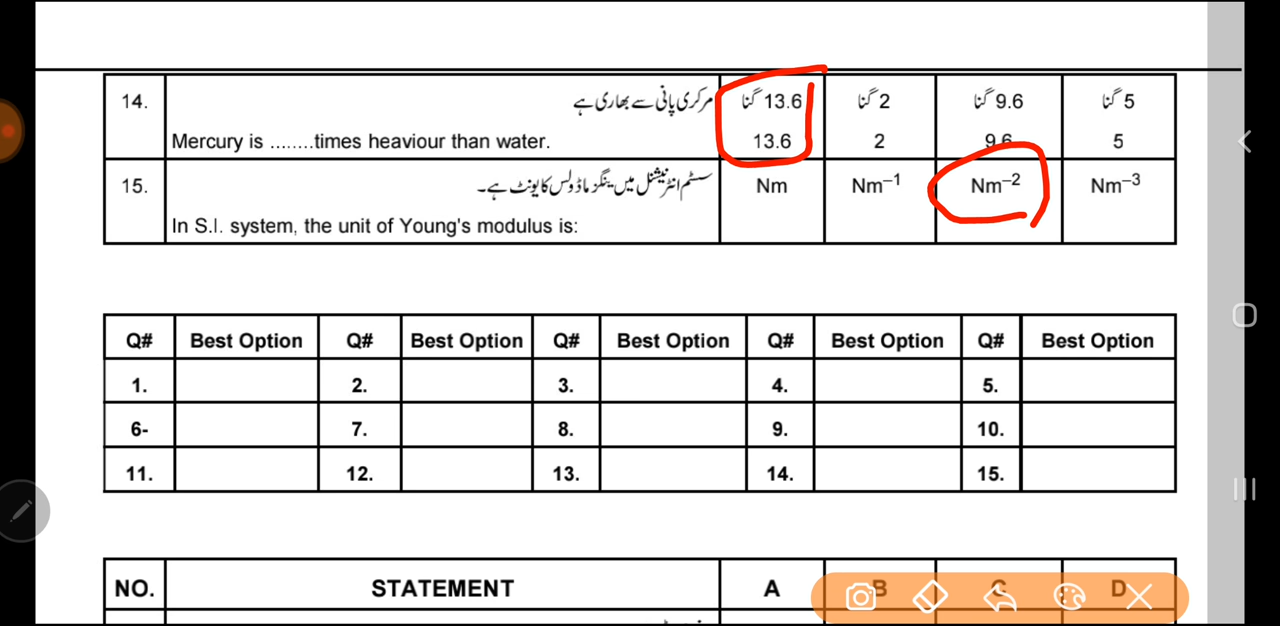 14. مرکری پانی سے بھاری ہے 13.6 گنا 2 گنا 9.6 گنا 5 گنا
Mercury is ........times heaviour than water. 13.6 2 9.6 5
15. سسٹم انٹرنیشنل میں ینگز ماڈولس کا یونٹ ہے۔ Nm Nm⁻¹ Nm⁻² Nm⁻³
In S.I. system, the unit of Young's modulus is:
Q# Best Option Q# Best Option Q# Best Option Q# Best Option Q# Best Option
1. 2. 3. 4. 5.
6- 7. 8. 9. 10.
11. 12. 13. 14. 15.
NO. STATEMENT A B C D